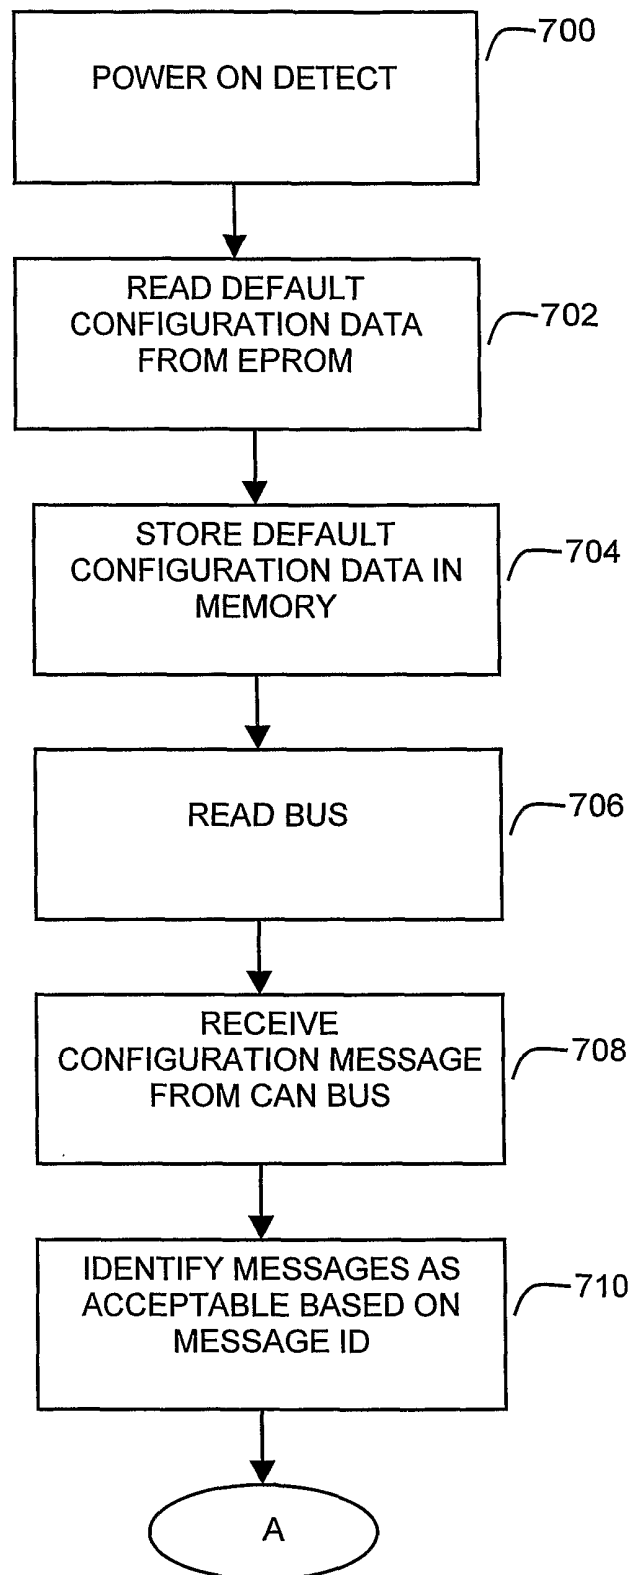 POWER ON DETECT
700
READ DEFAULT
CONFIGURATION DATA
FROM EPROM
702
STORE DEFAULT
CONFIGURATION DATA IN
MEMORY
704
READ BUS
706
RECEIVE
CONFIGURATION MESSAGE
FROM CAN BUS
708
IDENTIFY MESSAGES AS
ACCEPTABLE BASED ON
MESSAGE ID
710
A